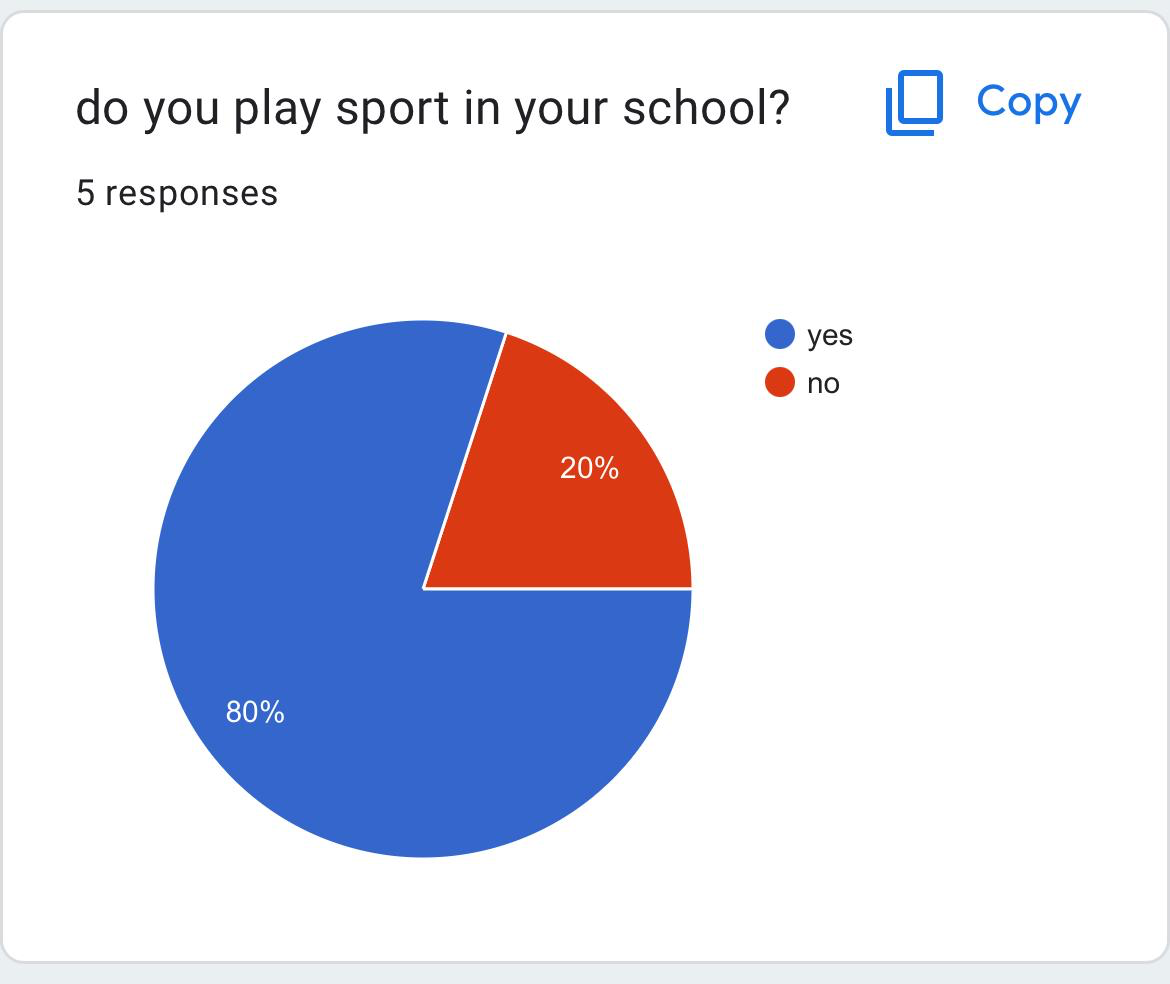 do you play sport in your school?
Copy
5 responses
yes
no
20%
80%